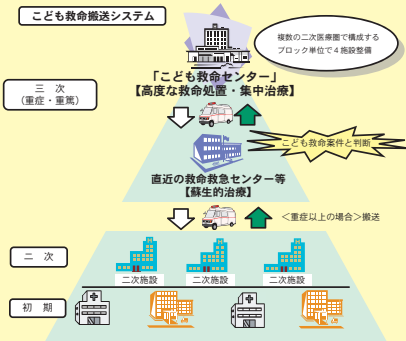 こども救命搬送システム
複数の二次医療圏で構成する
ブロック単位で4施設整備
「こども救命センター」
【高度な救命処置・集中治療】
三 次
（重症・重篤）
こども救命案件と判断
直近の救命救急センター等
【蘇生的治療】
＜重症以上の場合＞搬送
二 次
二次施設
二次施設
二次施設
初 期